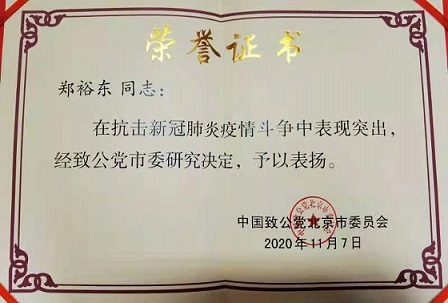 荣誉证书
郑裕东 同志：
在抗击新冠肺炎疫情斗争中表现突出，
经致公党市委研究决定，予以表扬。
中国致公党北京市委员会
2020年11月7日